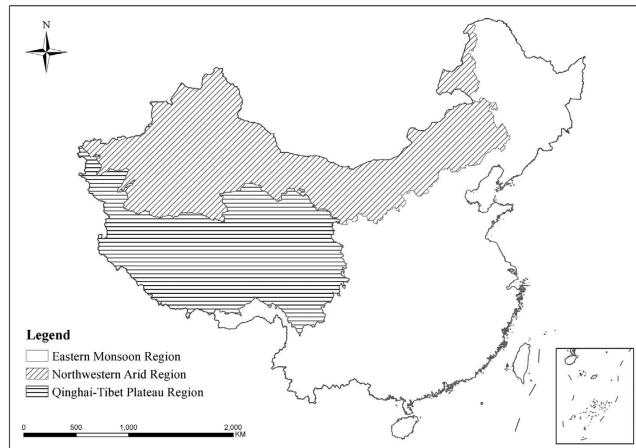 N
Legend
Eastern Monsoon Region
Northwestern Arid Region
Qinghai-Tibet Plateau Region
0 500 1,000 2,000
KM